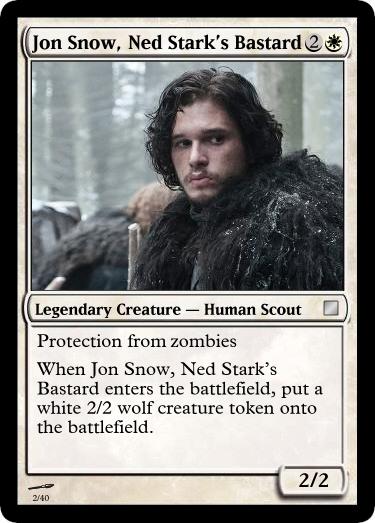 Jon Snow, Ned Stark's Bastard 2
Legendary Creature — Human Scout
Protection from zombies
When Jon Snow, Ned Stark's
Bastard enters the battlefield, put a
white 2/2 wolf creature token onto
the battlefield.
2/2
2/40